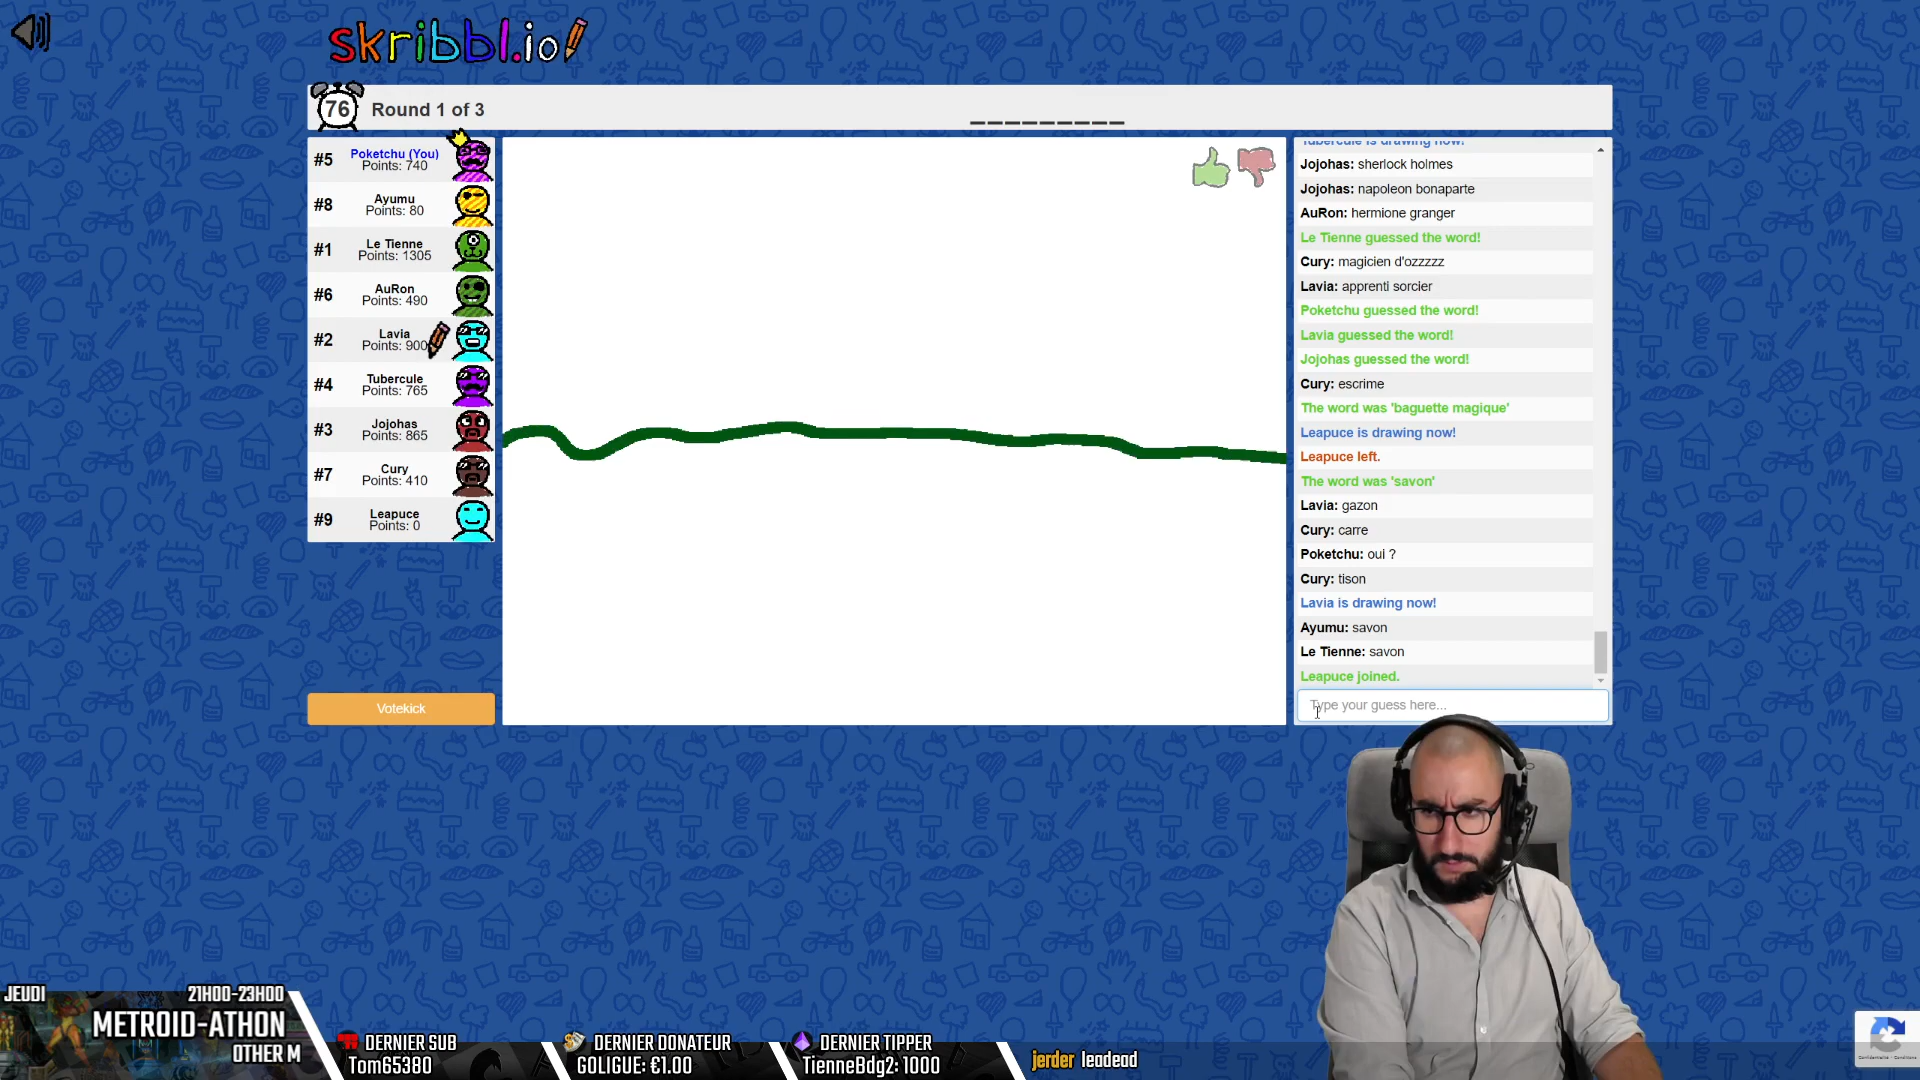 skribbl.io
76
Round 1 of 3
_________
#5
Poketchu (You)
Points: 740
#8
Ayumu
Points: 80
#1
Le Tienne
Points: 1305
#6
AuRon
Points: 490
#2
Lavia
Points: 900
#4
Tubercule
Points: 765
#3
Jojohas
Points: 865
#7
Cury
Points: 410
#9
Leapuce
Points: 0
Votekick
Tubercule is drawing now!
Jojohas: sherlock holmes
Jojohas: napoleon bonaparte
AuRon: hermione granger
Le Tienne guessed the word!
Cury: magicien d'ozzzzz
Lavia: apprenti sorcier
Poketchu guessed the word!
Lavia guessed the word!
Jojohas guessed the word!
Cury: escrime
The word was 'baguette magique'
Leapuce is drawing now!
Leapuce left.
The word was 'savon'
Lavia: gazon
Cury: carre
Poketchu: oui ?
Cury: tison
Lavia is drawing now!
Ayumu: savon
Le Tienne: savon
Leapuce joined.
Type your guess here...
JEUDI
21H00-23H00
METROID-ATHON
OTHER M
DERNIER SUB
Tom65380
DERNIER DONATEUR
GOLIGUE: €1.00
DERNIER TIPPER
TienneBdg2: 1000
jerder leadead